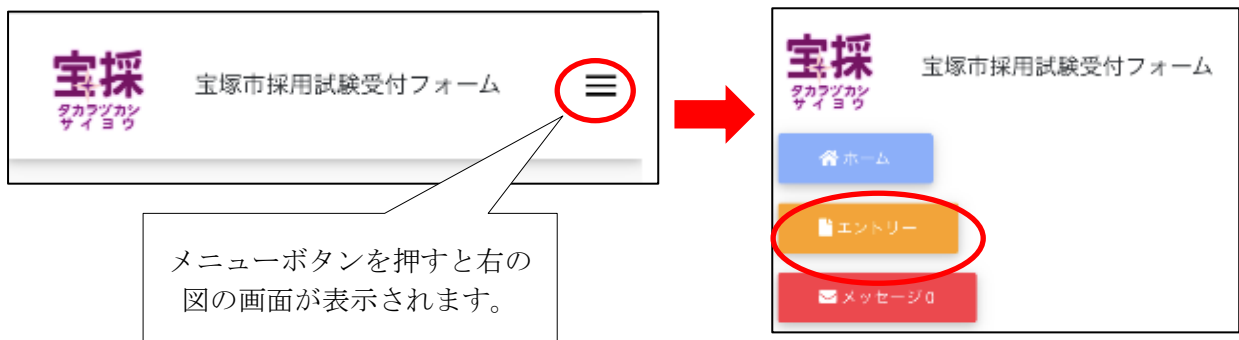 宝採
タカラヅカシ
サイヨウ
宝塚市採用試験受付フォーム
メニューボタンを押すと右の
図の画面が表示されます。
宝採
タカラヅカシ
サイヨウ
宝塚市採用試験受付フォーム
ホーム
エントリー
メッセージ0